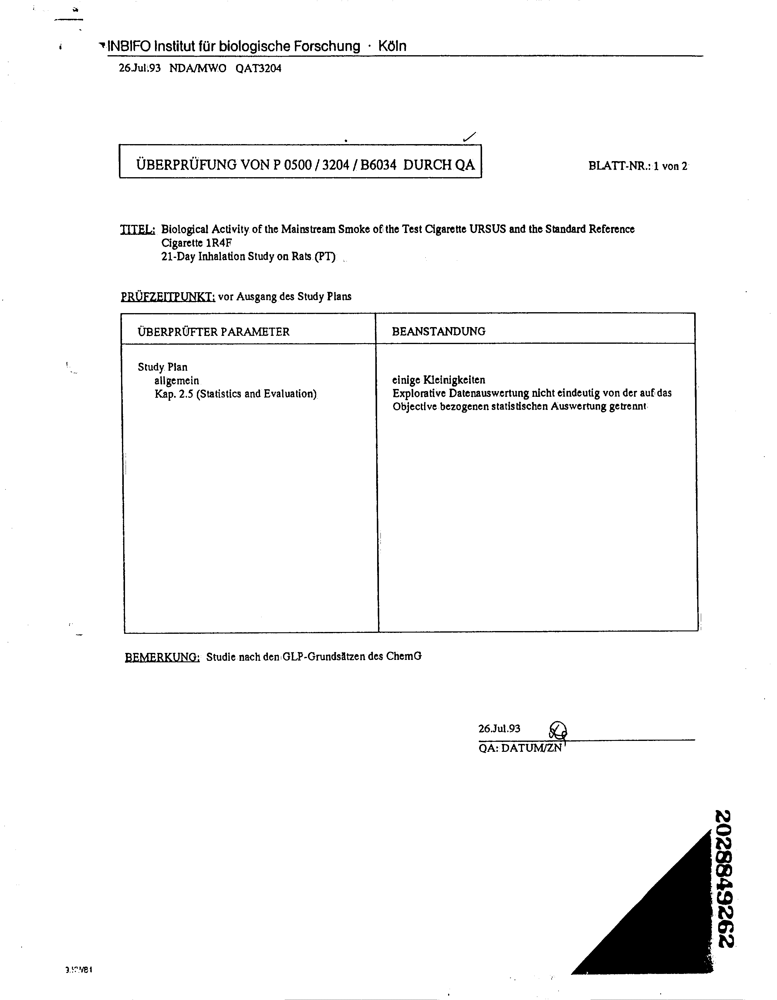 INBIFO Institut für biologische Forschung · Köln
26.Jul.93 NDA/MWO QAT3204
ÜBERPRÜFUNG VON P 0500 / 3204 / B6034 DURCH QA
BLATT-NR.: 1 von 2
TITEL: Biological Activity of the Mainstream Smoke of the Test Cigarette URSUS and the Standard Reference
Cigarette 1R4F
21-Day Inhalation Study on Rats (PT)
PRÜFZEITPUNKT: vor Ausgang des Study Plans
ÜBERPRÜFTER PARAMETER BEANSTANDUNG
Study Plan
allgemein einige Kleinigkeiten
Kap. 2.5 (Statistics and Evaluation) Explorative Datenauswertung nicht eindeutig von der auf das
Objective bezogenen statistischen Auswertung getrennt
BEMERKUNG: Studie nach den GLP-Grundsätzen des ChemG
26.Jul.93
QA: DATUM/ZN
2028849262